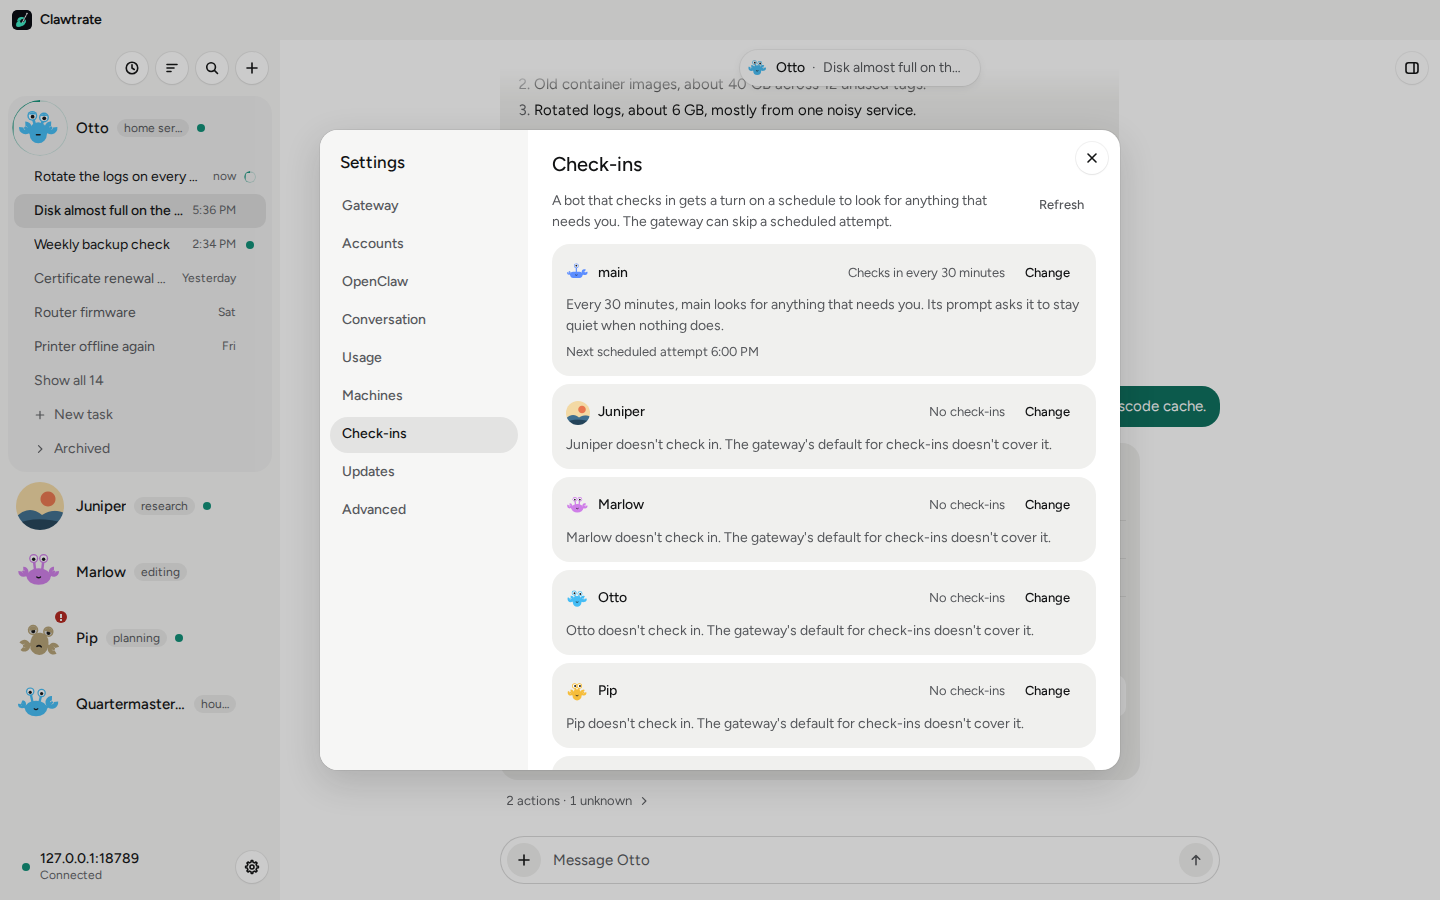 Clawtrate
Otto · Disk almost full on th...
Otto home ser...
Rotate the logs on every ... now
Disk almost full on the ... 5:36 PM
Weekly backup check 2:34 PM
Certificate renewal ... Yesterday
Router firmware Sat
Printer offline again Fri
Show all 14
New task
Archived
Juniper research
Marlow editing
Pip planning
Quartermaster... hou...
127.0.0.1:18789
Connected
2. Old container images, about 40 GB across 12 unused tags.
3. Rotated logs, about 6 GB, mostly from one noisy service.
Settings
Gateway
Accounts
OpenClaw
Conversation
Usage
Machines
Check-ins
Updates
Advanced
Check-ins
A bot that checks in gets a turn on a schedule to look for anything that
needs you. The gateway can skip a scheduled attempt.
Refresh
main Checks in every 30 minutes Change
Every 30 minutes, main looks for anything that needs you. Its prompt asks it to stay
quiet when nothing does.
Next scheduled attempt 6:00 PM
Juniper No check-ins Change
Juniper doesn't check in. The gateway's default for check-ins doesn't cover it.
Marlow No check-ins Change
Marlow doesn't check in. The gateway's default for check-ins doesn't cover it.
Otto No check-ins Change
Otto doesn't check in. The gateway's default for check-ins doesn't cover it.
Pip No check-ins Change
Pip doesn't check in. The gateway's default for check-ins doesn't cover it.
scode cache.
2 actions · 1 unknown
Message Otto